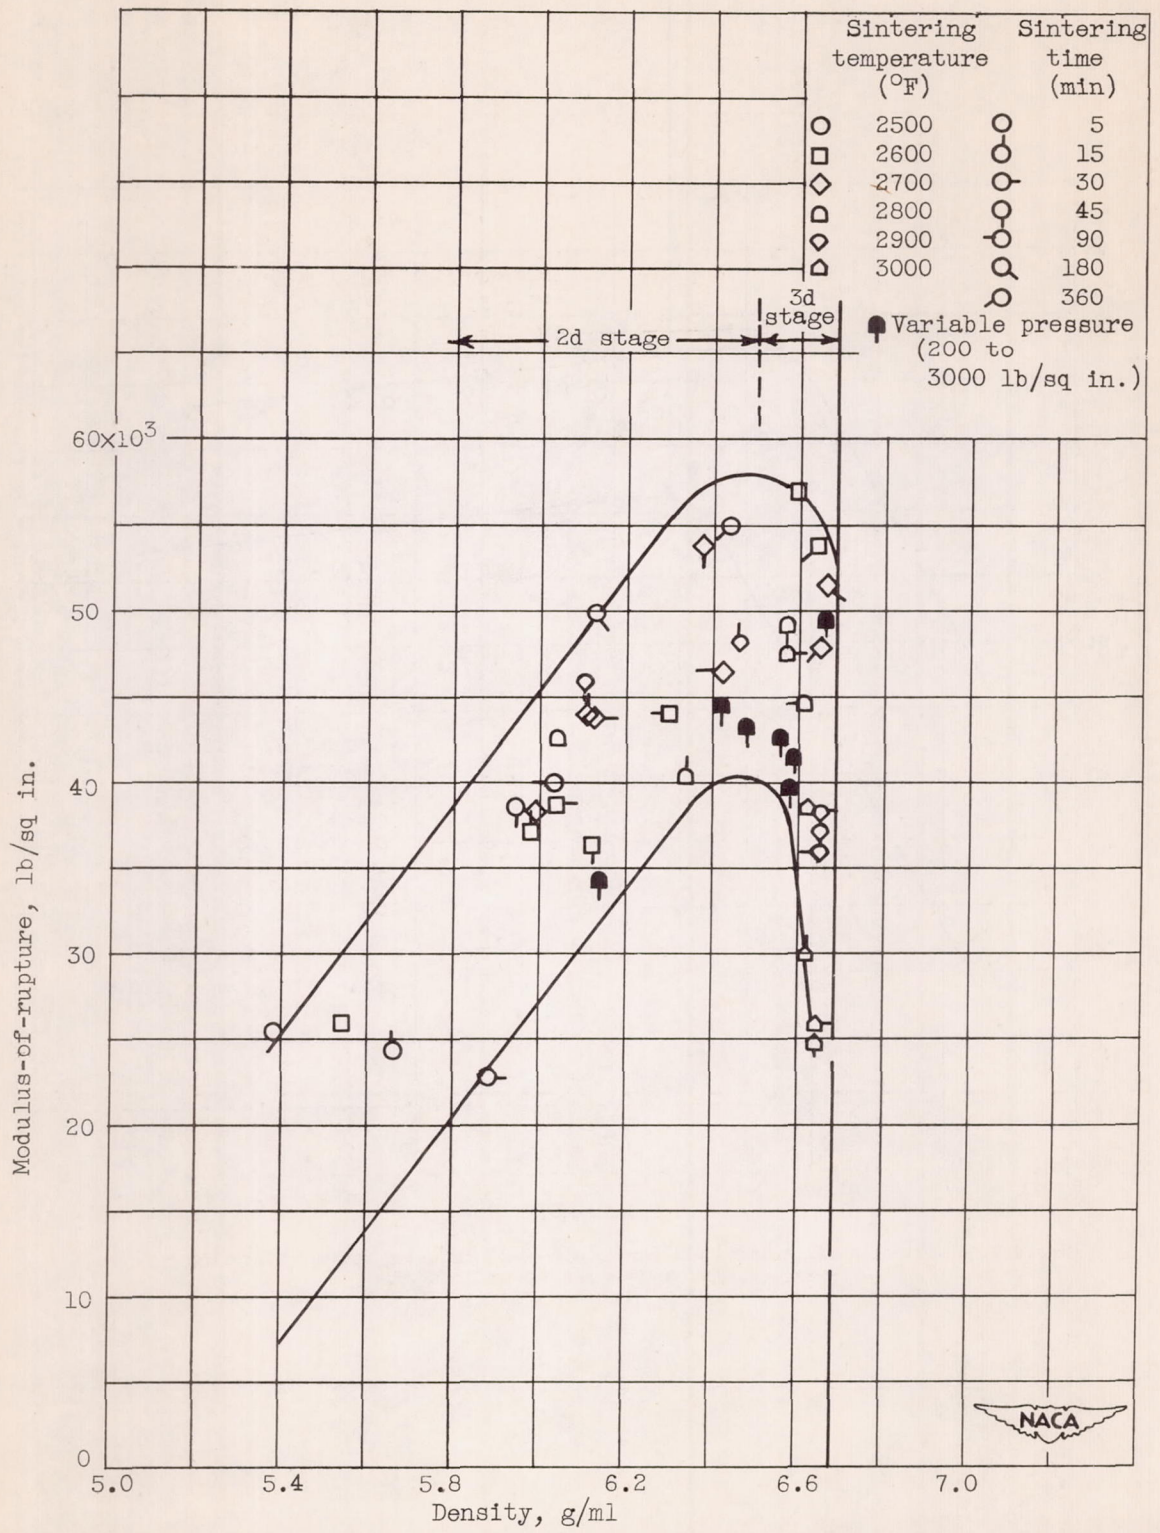 Sintering Sintering
temperature time
(°F) (min)
2500 5
2600 15
2700 30
2800 45
2900 90
3000 180
360
Variable pressure
(200 to
3000 lb/sq in.)
3d
stage
2d stage
60×10³
50
40
30
20
10
0
Modulus-of-rupture, lb/sq in.
5.0 5.4 5.8 6.2 6.6 7.0
Density, g/ml
NACA